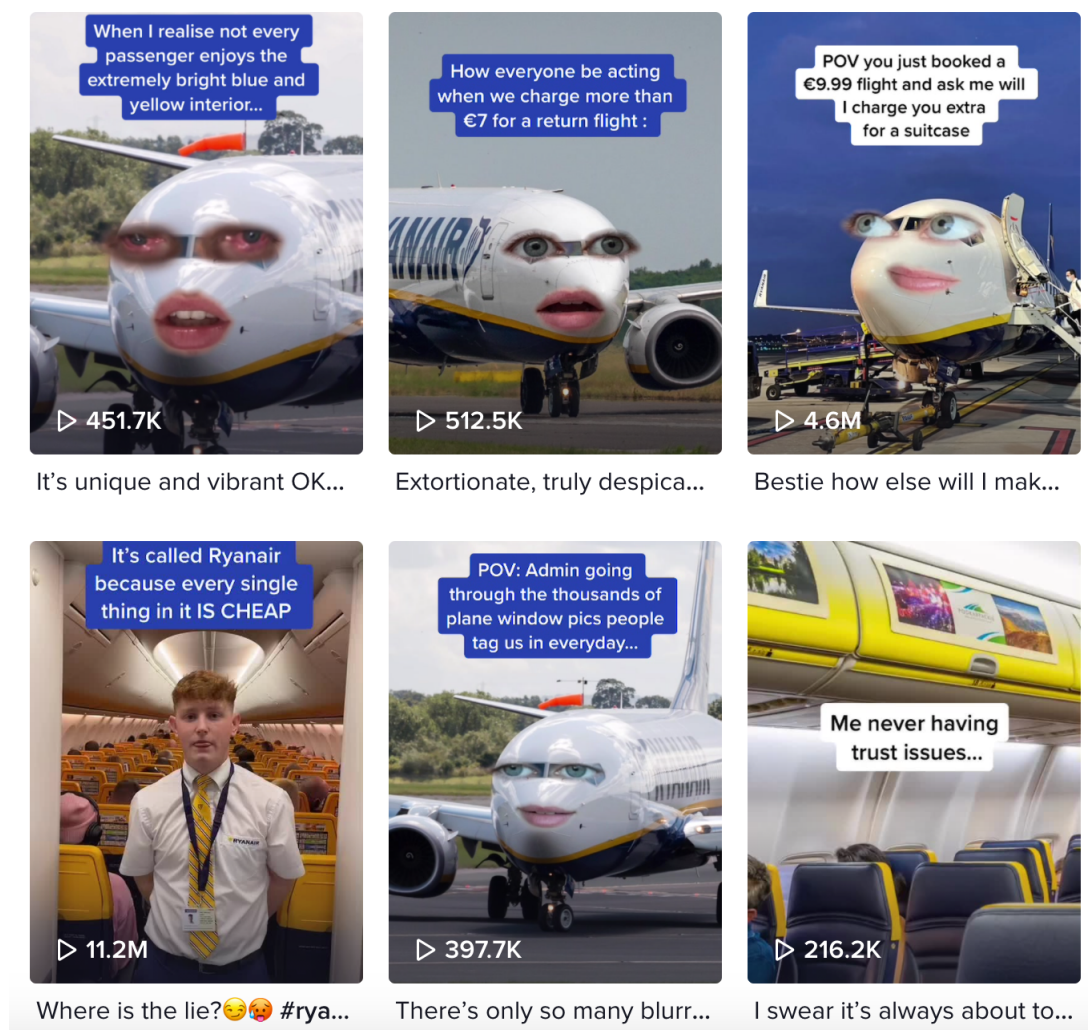 When I realise not every
passenger enjoys the
extremely bright blue and
yellow interior...
451.7K
It's unique and vibrant OK...
How everyone be acting
when we charge more than
€7 for a return flight :
ANAIR
512.5K
Extortionate, truly despica...
POV you just booked a
€9.99 flight and ask me will
I charge you extra
for a suitcase
4.6M
Bestie how else will I mak...
It's called Ryanair
because every single
thing in it IS CHEAP
RYANAIR
11.2M
Where is the lie?😏🥵 #rya...
POV: Admin going
through the thousands of
plane window pics people
tag us in everyday...
397.7K
There's only so many blurr...
Me never having
trust issues...
216.2K
I swear it's always about to...